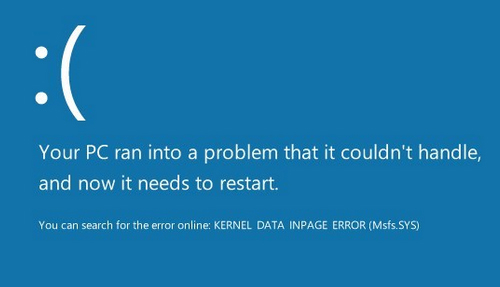 :(
Your PC ran into a problem that it couldn't handle,
and now it needs to restart.
You can search for the error online: KERNEL DATA INPAGE ERROR (Msfs.SYS)